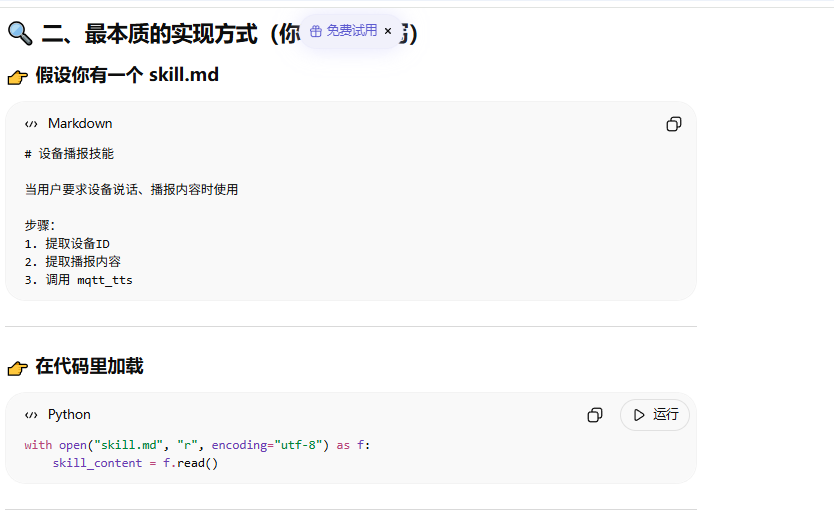 🔍 二、最本质的实现方式（你 免费试用 × ）
👉 假设你有一个 skill.md
Markdown
# 设备播报技能
当用户要求设备说话、播报内容时使用
步骤：
1. 提取设备ID
2. 提取播报内容
3. 调用 mqtt_tts
👉 在代码里加载
Python 运行
with open("skill.md", "r", encoding="utf-8") as f:
    skill_content = f.read()